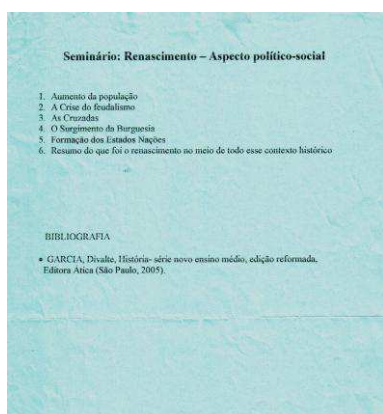 Seminário: Renascimento – Aspecto político-social
1. Aumento da população
2. A Crise do feudalismo
3. As Cruzadas
4. O Sorgimento da Burguesia
5. Formação dos Estados Nações
6. Resumo do que foi o renascimento no meio de todo esse contexto histórico
BIBLIOGRAFIA
• GARCIA, Divalte, História- série novo ensino médio, edição reformada,
Editora Ática (São Paulo, 2005).